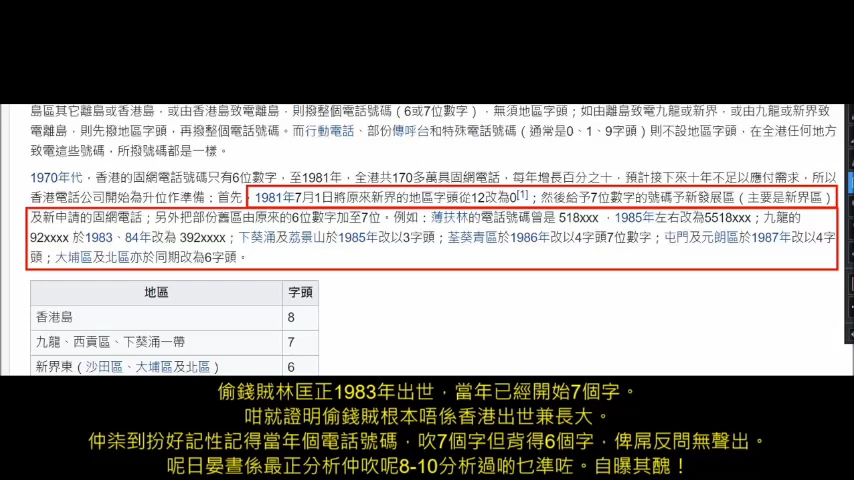 島區其它離島或香港島，或由香港島致電離島，則撥整個電話號碼（6或7位數字），無須地區字頭；如由離島致電九龍或新界，或由九龍或新界致
電離島，則先撥地區字頭，再撥整個電話號碼。而行動電話、部份傳呼台和特殊電話號碼（通常是0、1、9字頭）則不設地區字頭，在全港任何地方
致電這些號碼，所撥號碼都是一樣。
1970年代，香港的固網電話號碼只有6位數字，至1981年，全港共170多萬具固網電話，每年增長百分之十，預計接下來十年不足以應付需求，所以
香港電話公司開始為升位作準備：首先，1981年7月1日將原來新界的地區字頭從12改為0[1]；然後給予7位數字的號碼予新發展區（主要是新界區）
及新申請的固網電話；另外把部份舊區由原來的6位數字加至7位。例如：薄扶林的電話號碼曾是 518xxx ，1985年左右改為5518xxx；九龍的
92xxxx 於1983、84年改為 392xxxx；下葵涌及荔景山於1985年改以3字頭；荃葵青區於1986年改以4字頭7位數字；屯門及元朗區於1987年改以4字
頭；大埔區及北區亦於同期改為6字頭。
地區 字頭
香港島 8
九龍、西貢區、下葵涌一帶 7
新界東（沙田區、大埔區及北區） 6
偷錢賊林匡正1983年出世，當年已經開始7個字。
咁就證明偷錢賊根本唔係香港出世兼長大。
仲柒到扮好記性記得當年個電話號碼，吹7個字但背得6個字，俾屌反問無聲出。
呢日晏晝係最正分析仲吹呢8-10分析過啲乜準咗。自曝其醜！